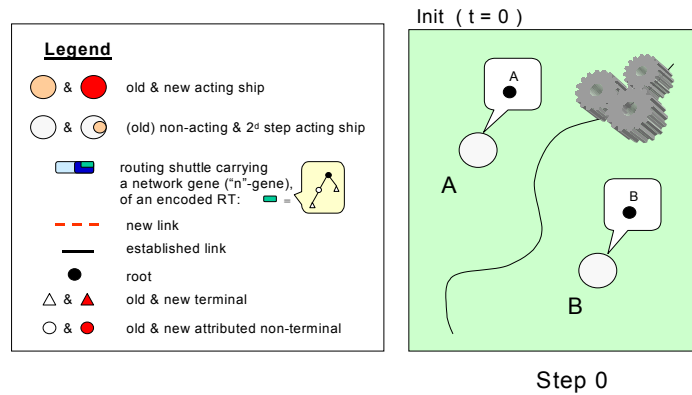 Legend
& old & new acting ship
& (old) non-acting & 2ᵈ step acting ship
routing shuttle carrying
a network gene (“n”-gene),
of an encoded RT: =
new link
established link
root
& old & new terminal
& old & new attributed non-terminal
Init ( t = 0 )
A
A
B
B
Step 0